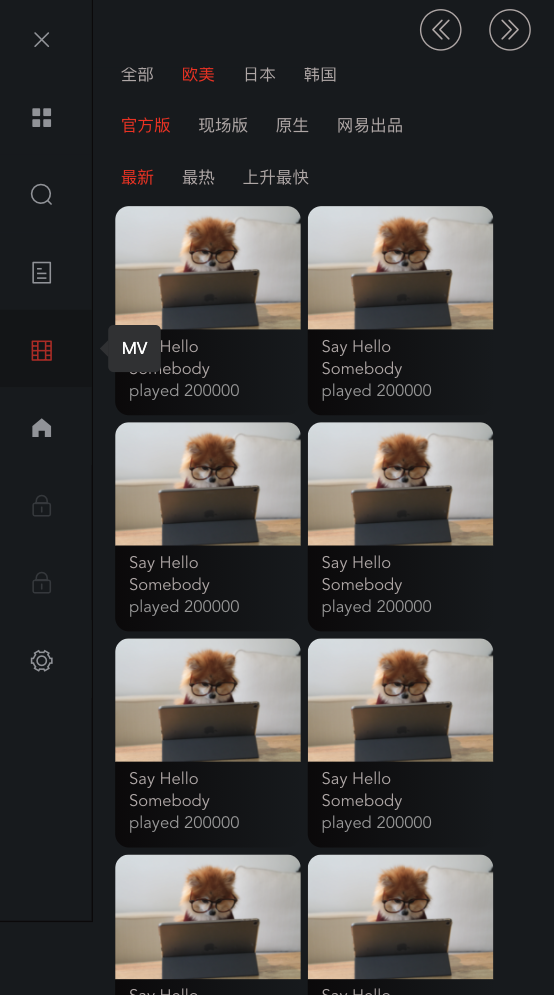 全部 欧美 日本 韩国
官方版 现场版 原生 网易出品
最新 最热 上升最快
MV
Hello Say Hello
Somebody Somebody
played 200000 played 200000
Say Hello Say Hello
Somebody Somebody
played 200000 played 200000
Say Hello Say Hello
Somebody Somebody
played 200000 played 200000
Say Hello Say Hello